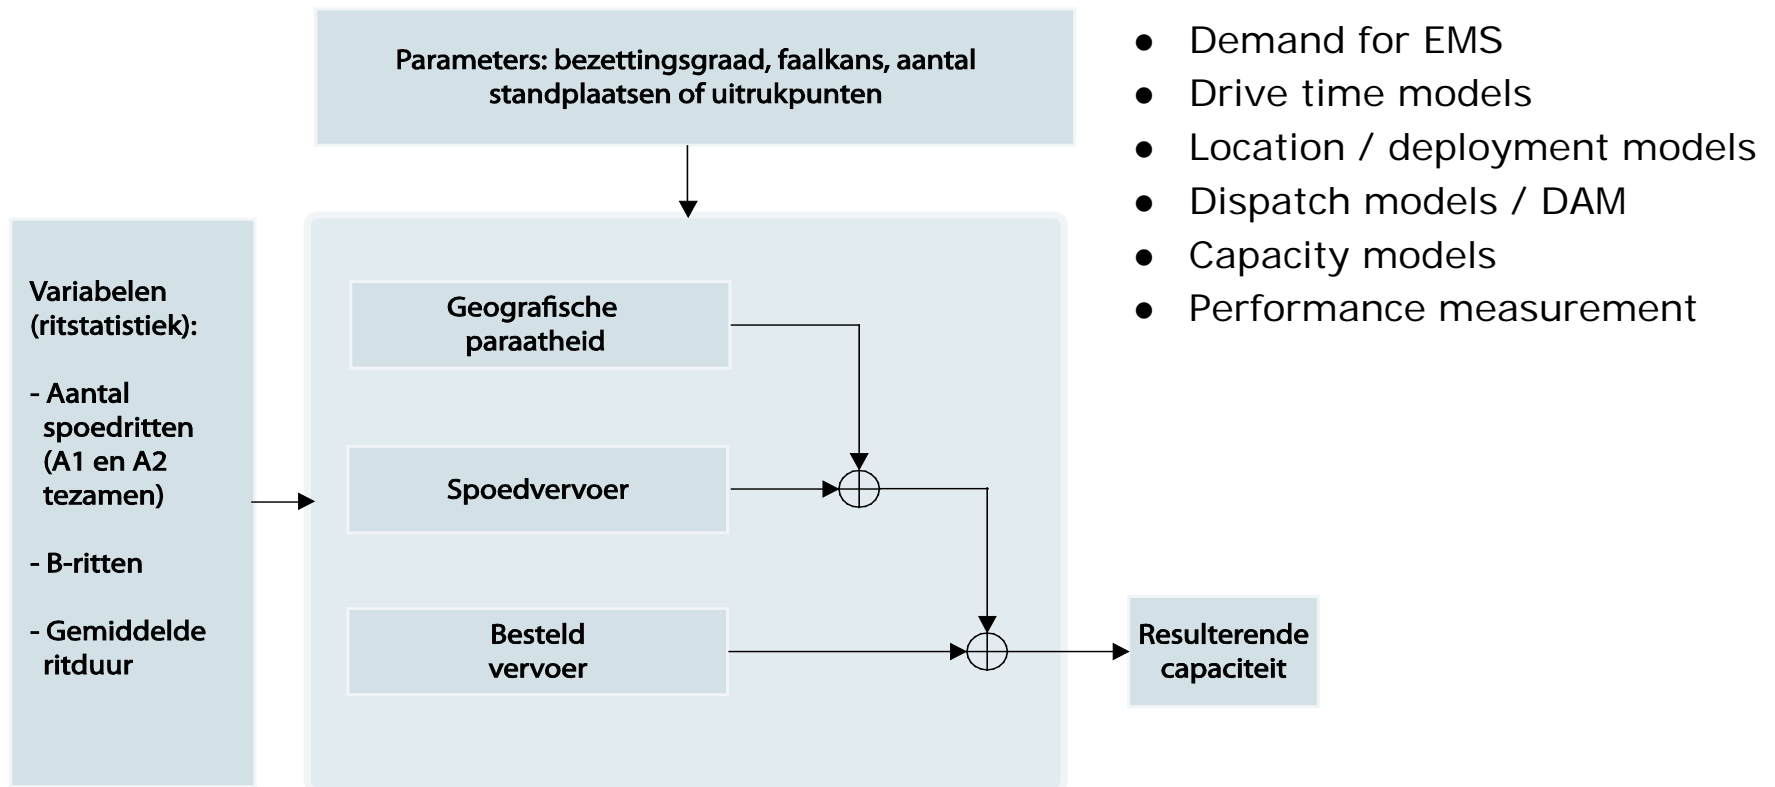 Parameters: bezettingsgraad, faalkans, aantal
standplaatsen of uitrukpunten
Variabelen
(ritstatistiek):
- Aantal
spoedritten
(A1 en A2
tezamen)
- B-ritten
- Gemiddelde
ritduur
Geografische
paraatheid
Spoedvervoer
Besteld
vervoer
Resulterende
capaciteit
● Demand for EMS
● Drive time models
● Location / deployment models
● Dispatch models / DAM
● Capacity models
● Performance measurement